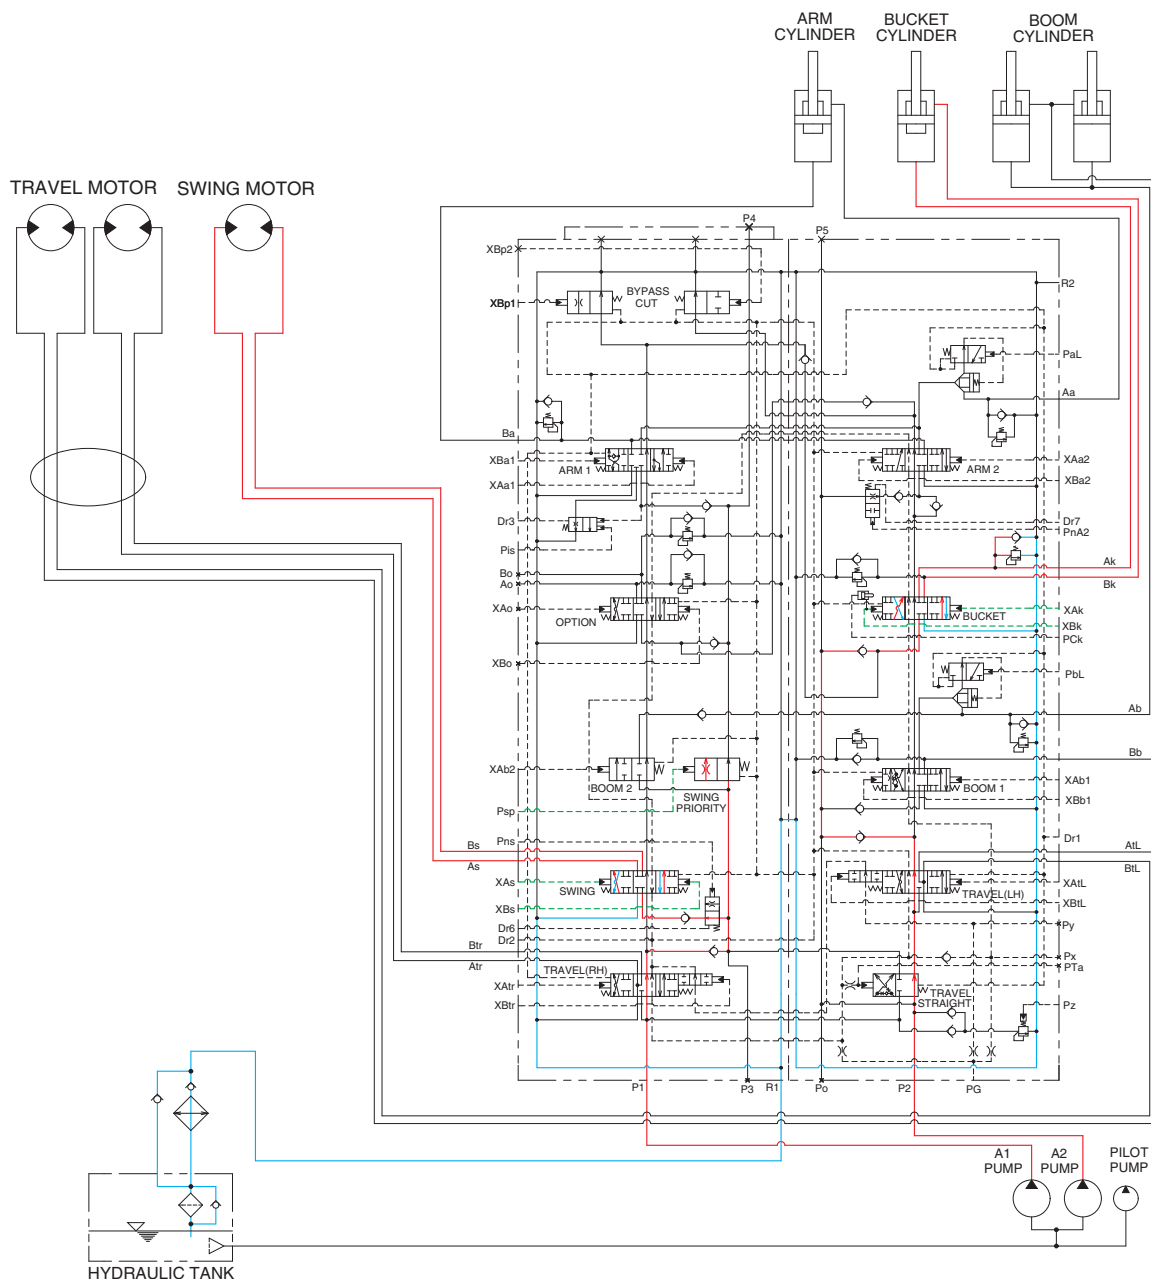 ARM
CYLINDER
BUCKET
CYLINDER
BOOM
CYLINDER
TRAVEL MOTOR
SWING MOTOR
P4
P5
XBp2
R2
BYPASS
CUT
XBp1
PaL
Aa
Ba
XBa1
ARM 1
XAa1
XAa2
ARM 2
XBa2
Dr3
Dr7
PnA2
Pis
Ak
Bo
Ao
Bk
XAo
OPTION
XAk
BUCKET
XBk
PCk
XBo
PbL
Ab
Bb
XAb2
BOOM 2
SWING
PRIORITY
XAb1
BOOM 1
XBb1
Psp
Pns
Dr1
Bs
AtL
As
BtL
XAs
SWING
XAtL
TRAVEL(LH)
XBs
XBtL
Dr6
Dr2
Py
Btr
Px
Atr
PTa
TRAVEL(RH)
XAtr
TRAVEL
STRAIGHT
XBtr
Pz
P1
P3
R1
Po
P2
PG
A1
PUMP
A2
PUMP
PILOT
PUMP
HYDRAULIC TANK